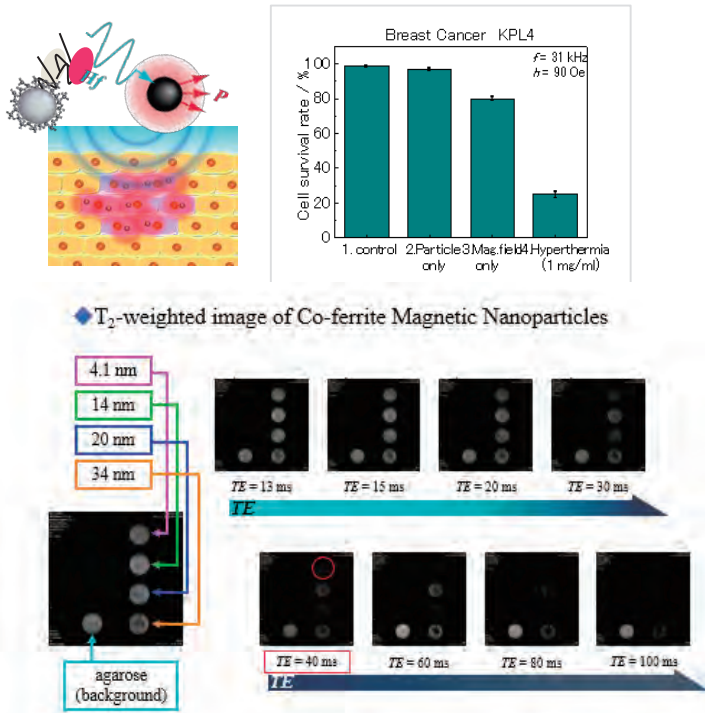 Hf
P
Breast Cancer KPL4
f = 31 kHz
h = 90 Oe
Cell survival rate / %
100
80
60
40
20
0
1. control
2.Particle only
3.Mag.field only
4.Hyperthermia
(1 mg/ml)
T2-weighted image of Co-ferrite Magnetic Nanoparticles
4.1 nm
14 nm
20 nm
34 nm
agarose
(background)
TE = 13 ms
TE = 15 ms
TE = 20 ms
TE = 30 ms
TE
TE = 40 ms
TE = 60 ms
TE = 80 ms
TE = 100 ms
TE